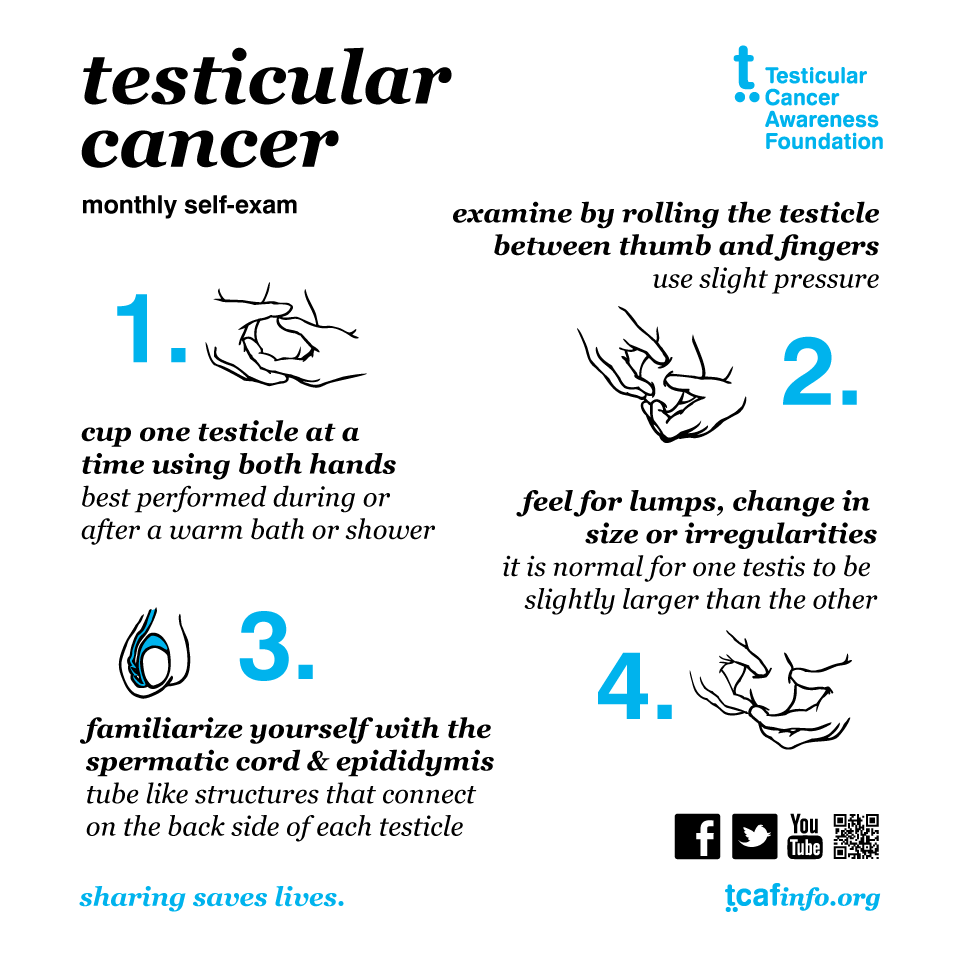 testicular
cancer
monthly self-exam
t
Testicular
Cancer
Awareness
Foundation
1.
cup one testicle at a
time using both hands
best performed during or
after a warm bath or shower
examine by rolling the testicle
between thumb and fingers
use slight pressure
2.
3.
familiarize yourself with the
spermatic cord & epididymis
tube like structures that connect
on the back side of each testicle
feel for lumps, change in
size or irregularities
it is normal for one testis to be
slightly larger than the other
4.
f
You
Tube
sharing saves lives.
tcafinfo.org